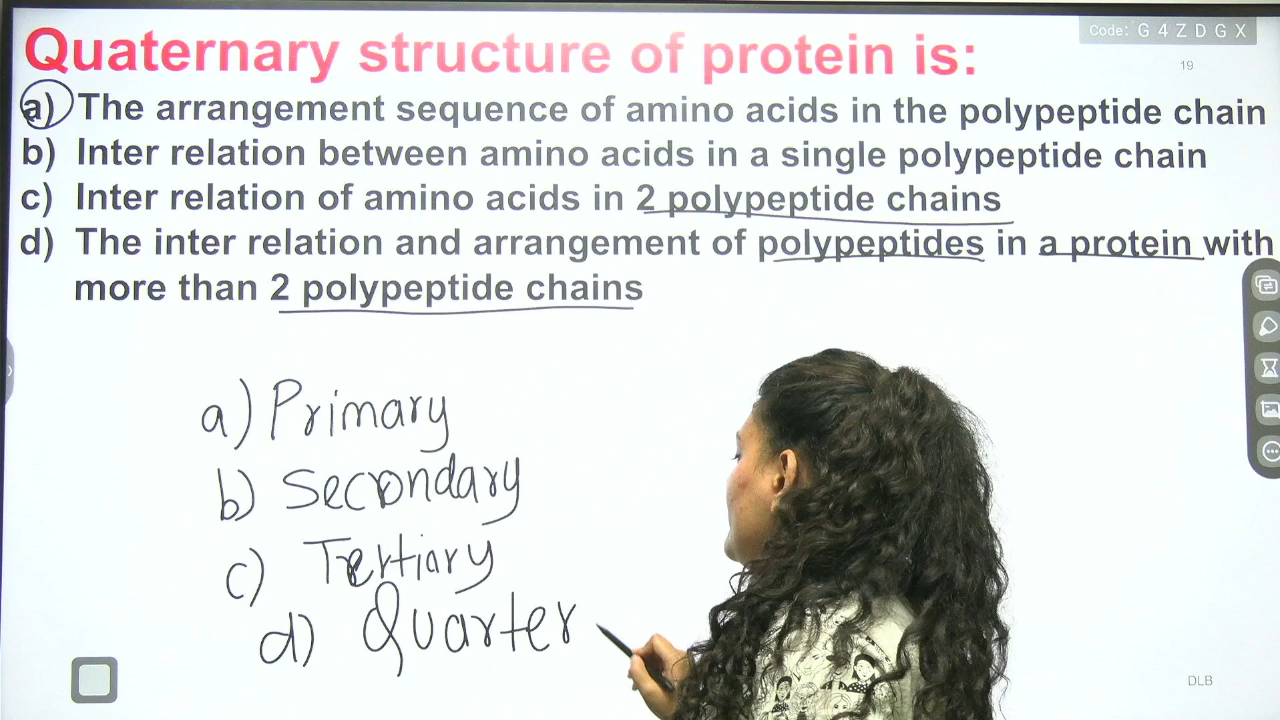 Quaternary structure of protein is:
Code: G 4 Z D G X
19
a) The arrangement sequence of amino acids in the polypeptide chain
b) Inter relation between amino acids in a single polypeptide chain
c) Inter relation of amino acids in 2 polypeptide chains
d) The inter relation and arrangement of polypeptides in a protein with
more than 2 polypeptide chains
a) Primary
b) Secondary
c) Tertiary
d) Quarter
DLB